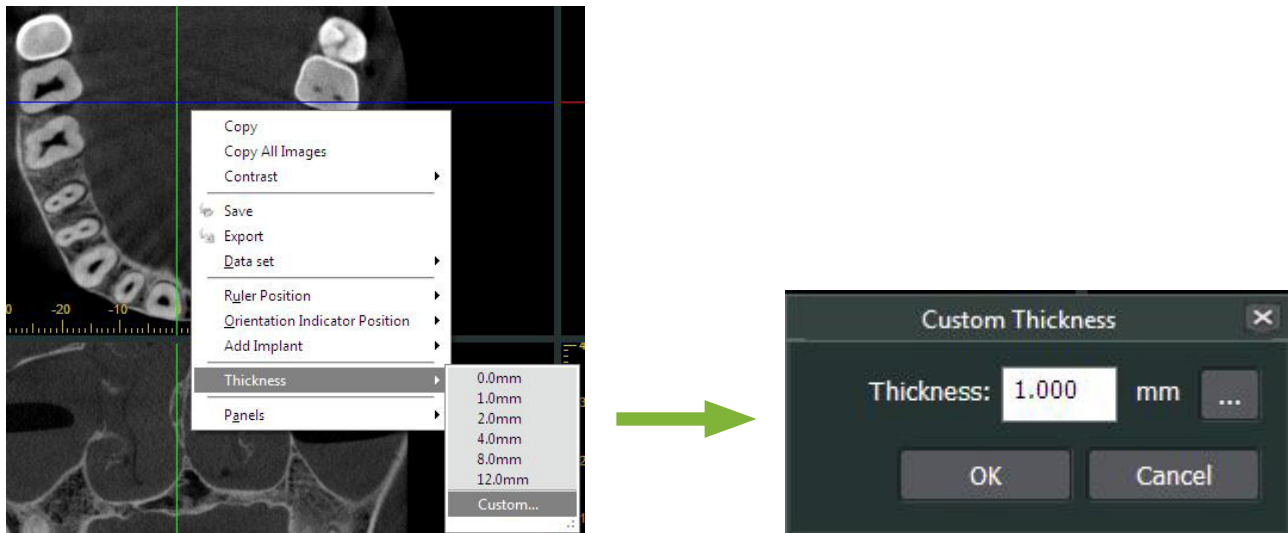 Copy
Copy All Images
Contrast
Save
Export
Data set
0 -20 -10
Ruler Position
Orientation Indicator Position
Add Implant
Thickness
Panels
0.0mm
1.0mm
2.0mm
4.0mm
8.0mm
12.0mm
Custom...
Custom Thickness
Thickness: 1.000 mm ...
OK Cancel